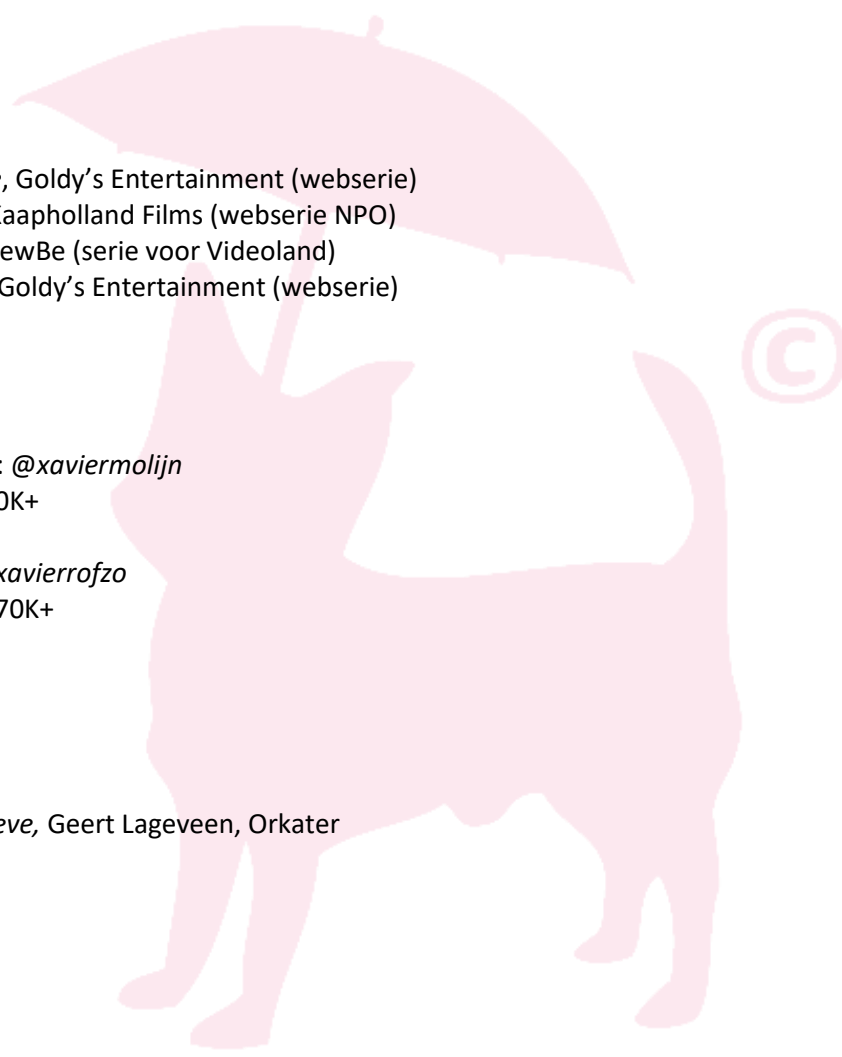 , Goldy’s Entertainment (webserie)
Kaapholland Films (webserie NPO)
ewBe (serie voor Videoland)
Goldy’s Entertainment (webserie)
©
: @xaviermolijn
0K+
xavierrofzo
70K+
eve, Geert Lageveen, Orkater